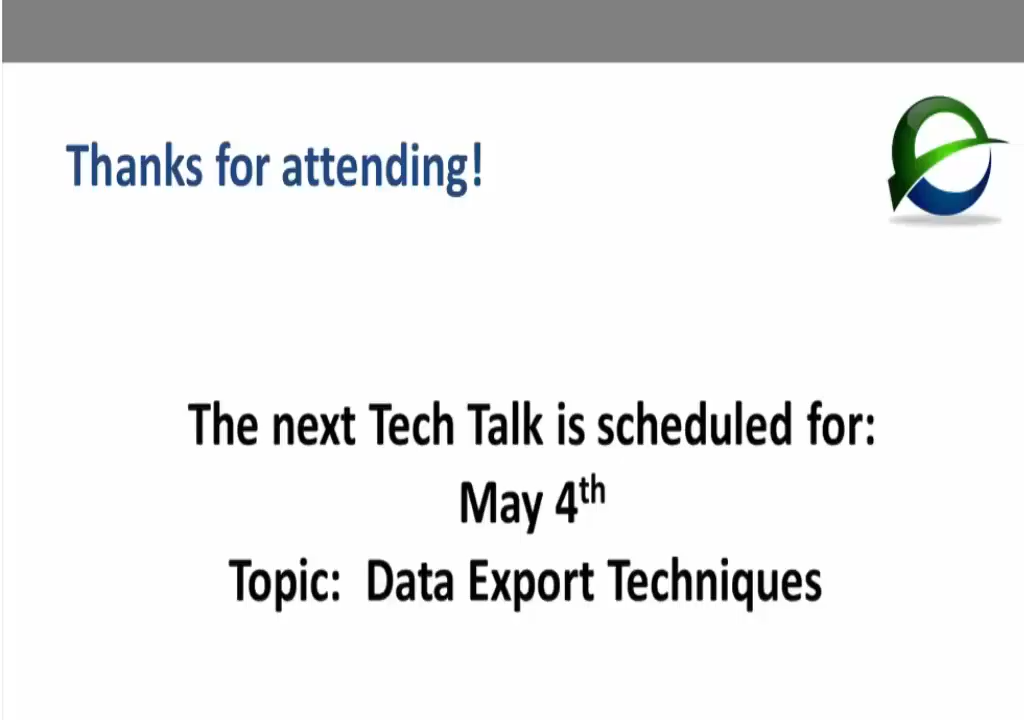 Thanks for attending!
The next Tech Talk is scheduled for:
May 4th
Topic: Data Export Techniques